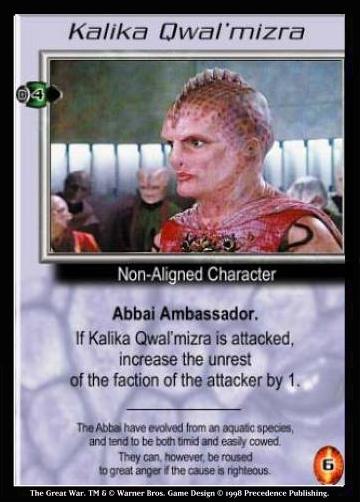 Kalika Qwal'mizra
4
Non-Aligned Character
Abbai Ambassador.
If Kalika Qwal'mizra is attacked,
increase the unrest
of the faction of the attacker by 1.
The Abbai have evolved from an aquatic species,
and tend to be both timid and easily cowed.
They can, however, be roused
to great anger if the cause is righteous.
6
The Great War. TM & © Warner Bros. Game Design © 1998 Precedence Publishing.